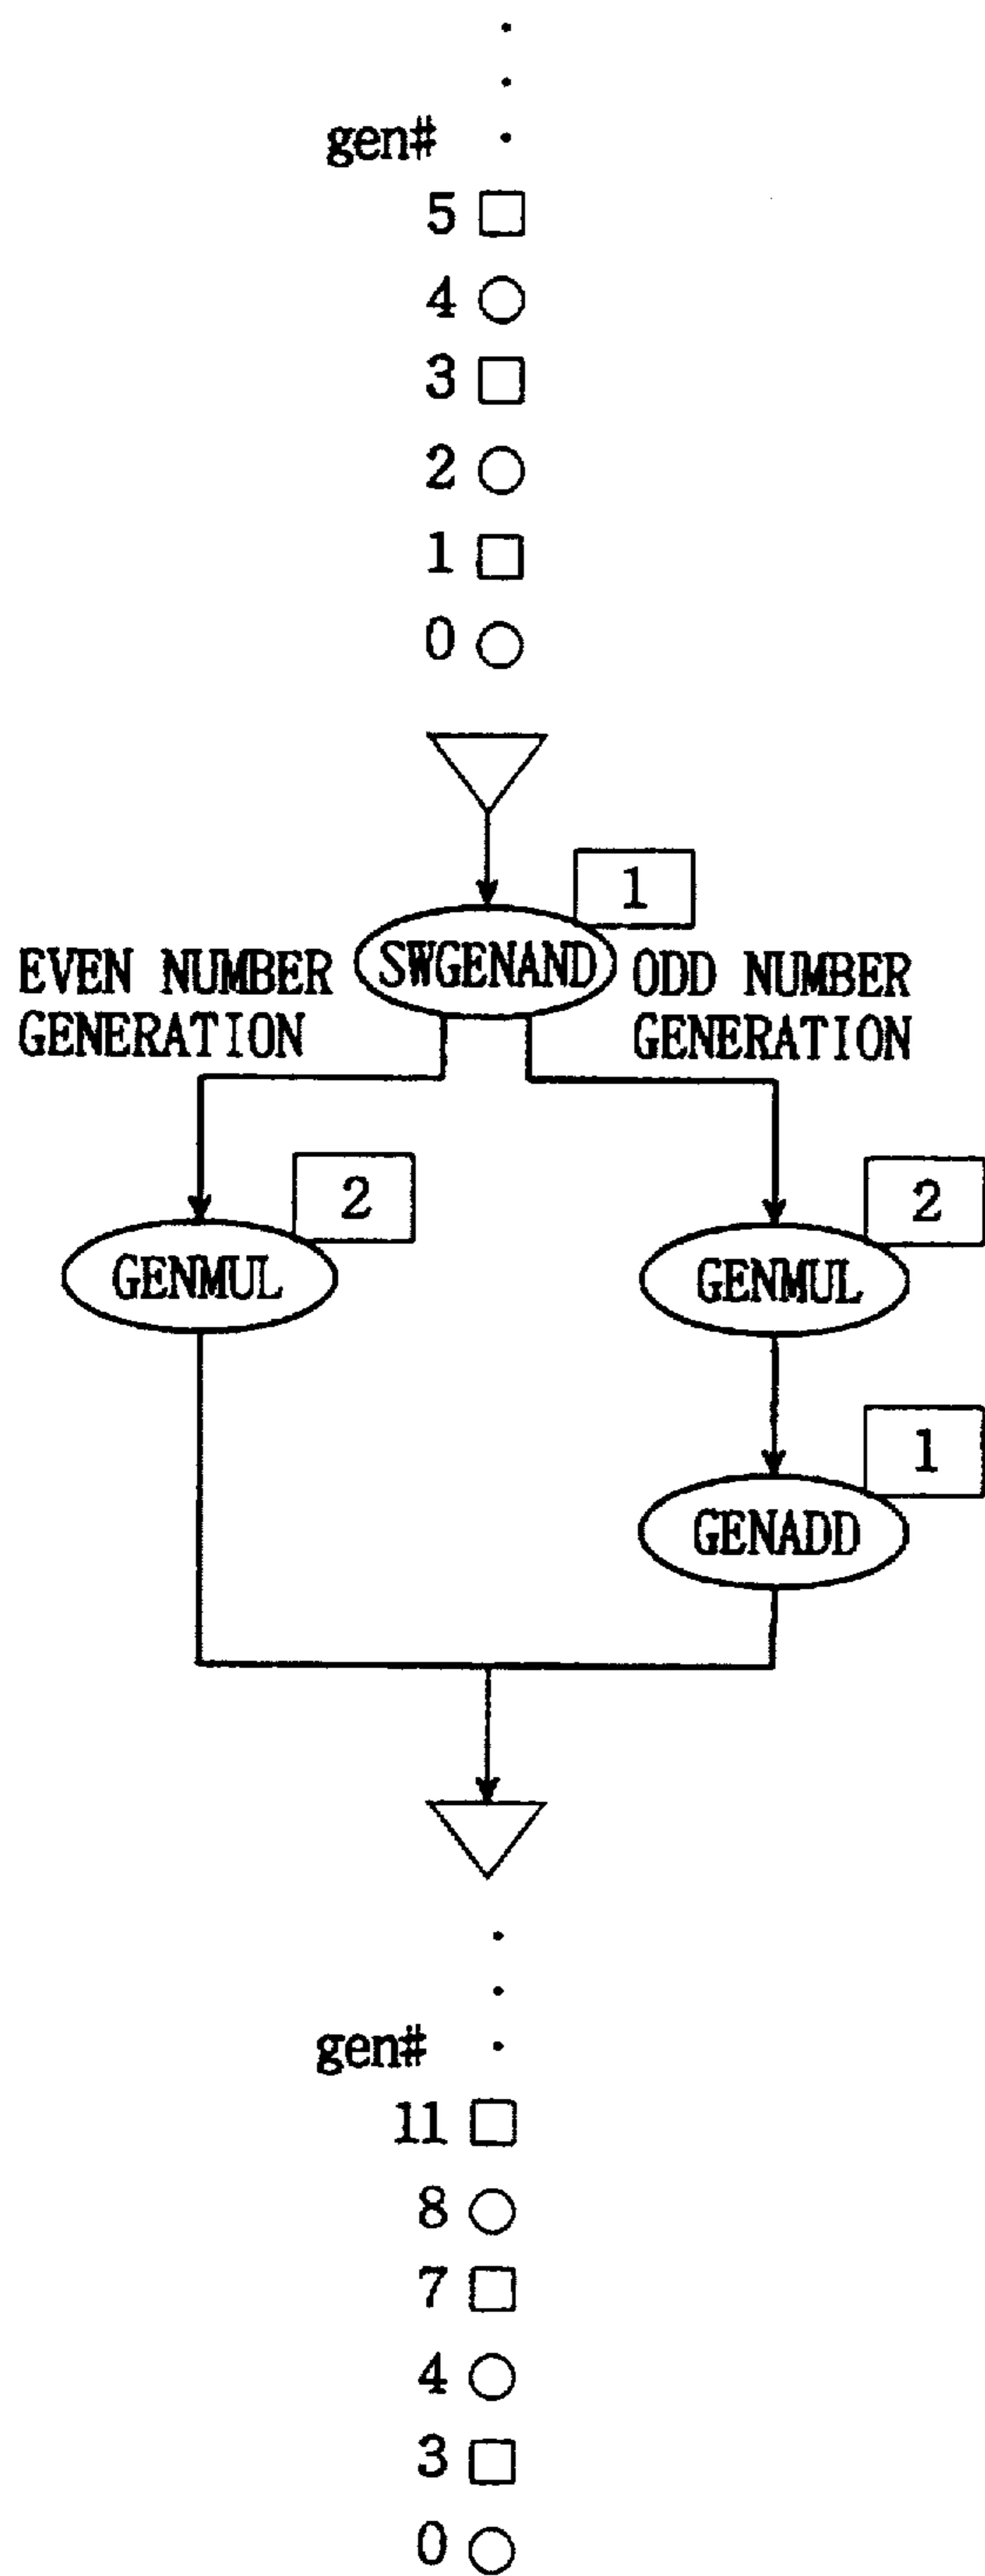 gen#
5
4
3
2
1
0
1
EVEN NUMBER
GENERATION
SWGENAND
ODD NUMBER
GENERATION
2
GENMUL
2
GENMUL
1
GENADD
gen#
11
8
7
4
3
0